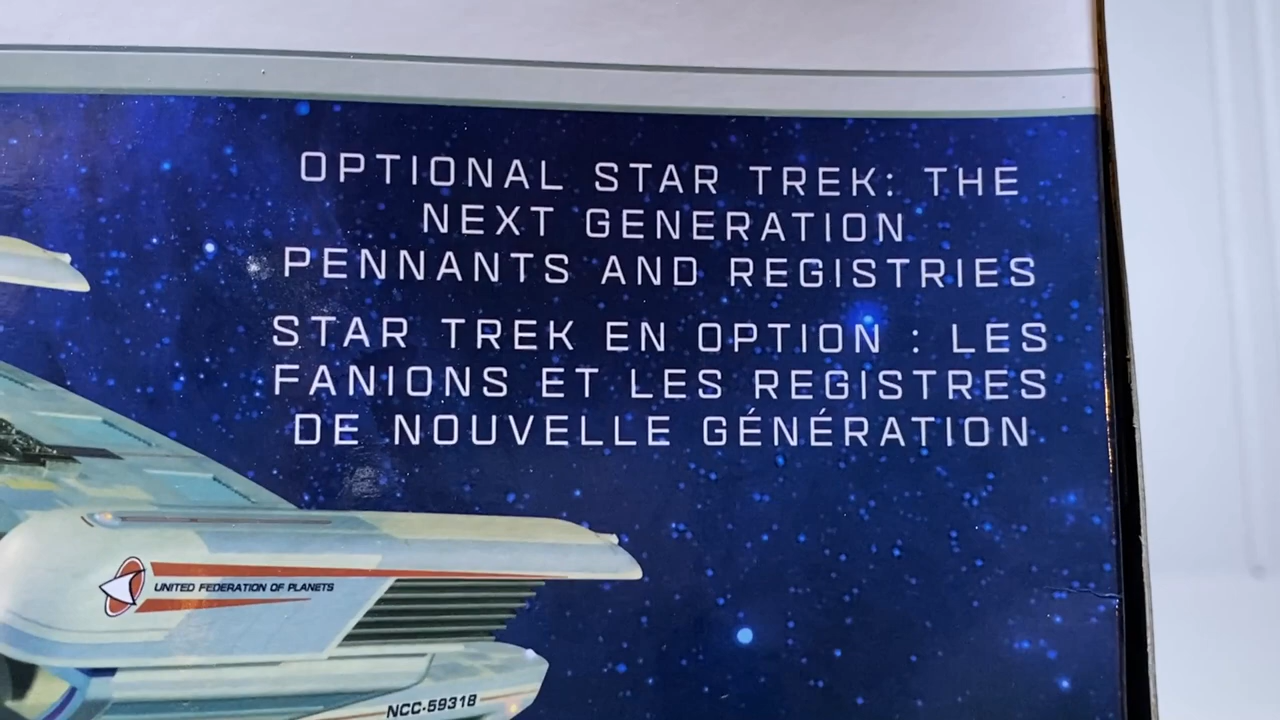 OPTIONAL STAR TREK: THE
NEXT GENERATION
PENNANTS AND REGISTRIES
STAR TREK EN OPTION : LES
FANIONS ET LES REGISTRES
DE NOUVELLE GÉNÉRATION
UNITED FEDERATION OF PLANETS
NCC-59318